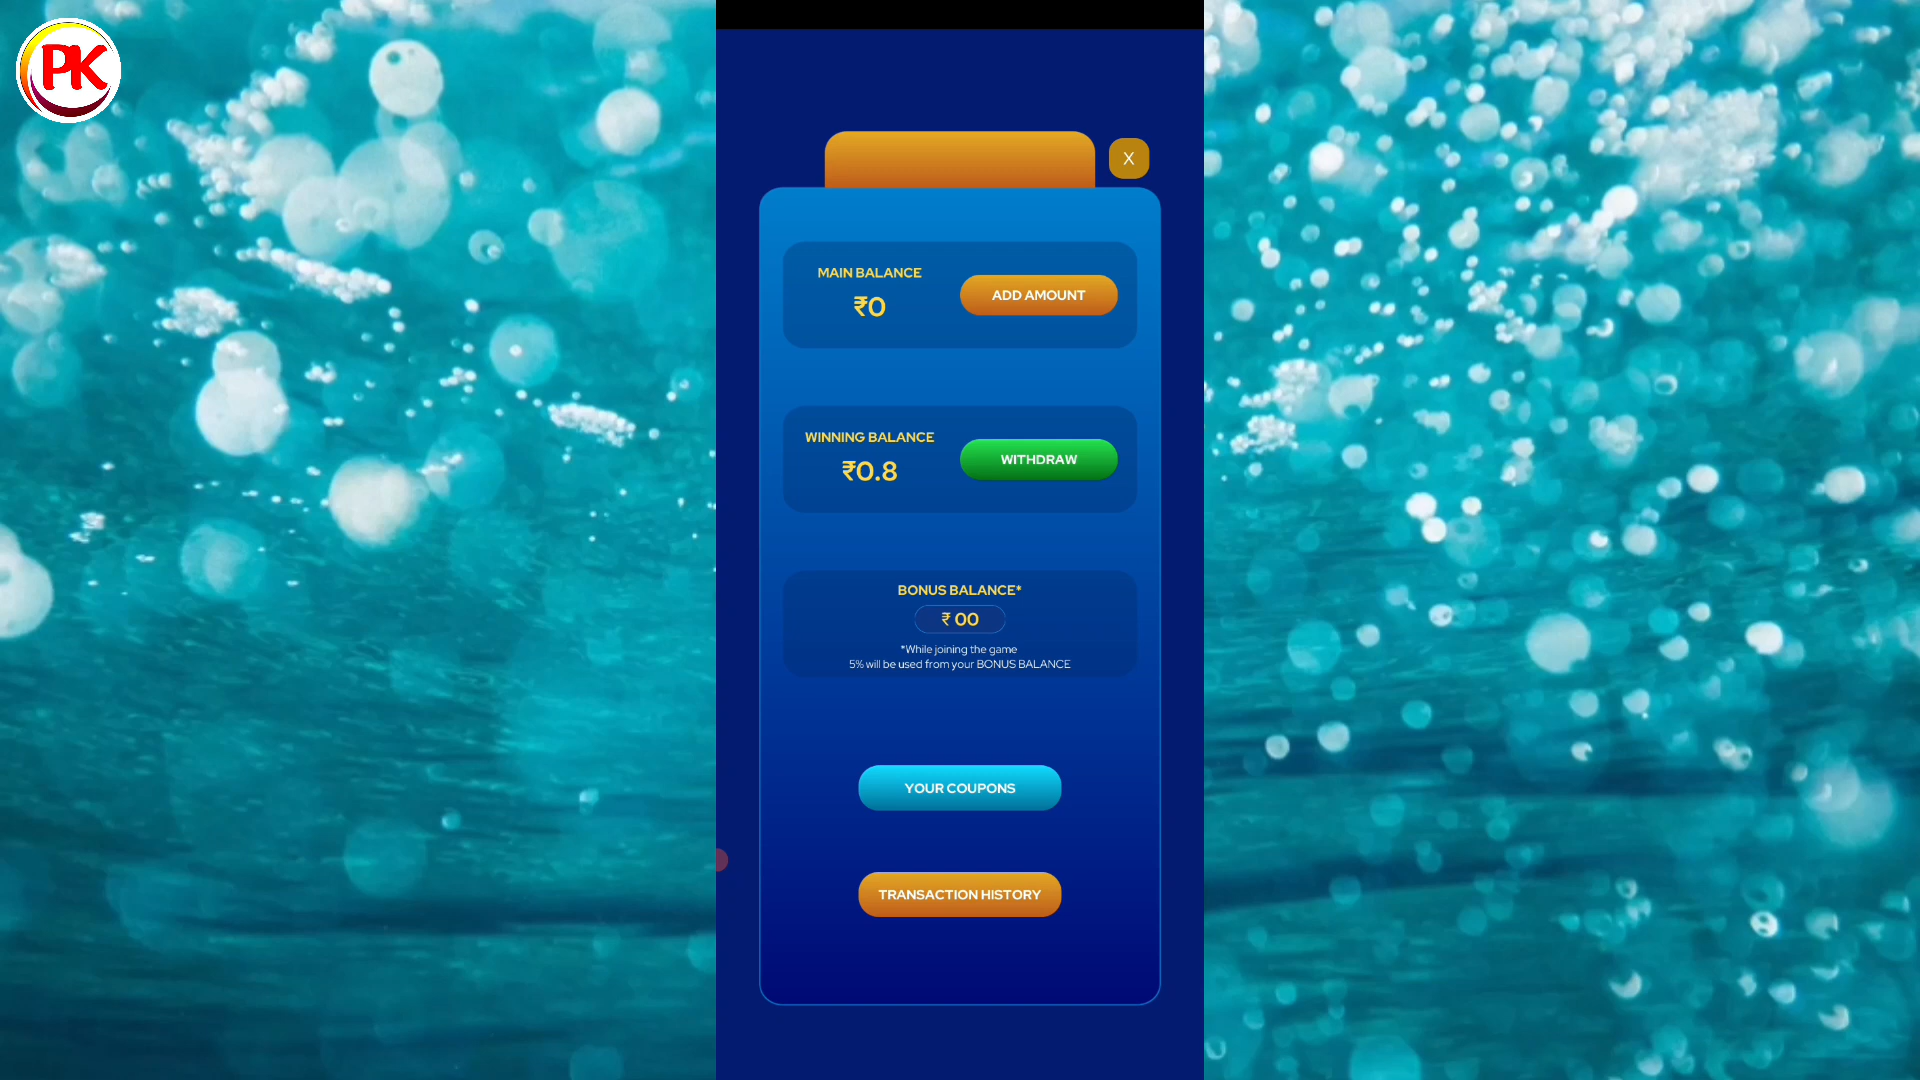 PK
X
MAIN BALANCE
₹0
ADD AMOUNT
WINNING BALANCE
₹0.8
WITHDRAW
BONUS BALANCE*
₹ 00
*While joining the game
5% will be used from your BONUS BALANCE
YOUR COUPONS
TRANSACTION HISTORY